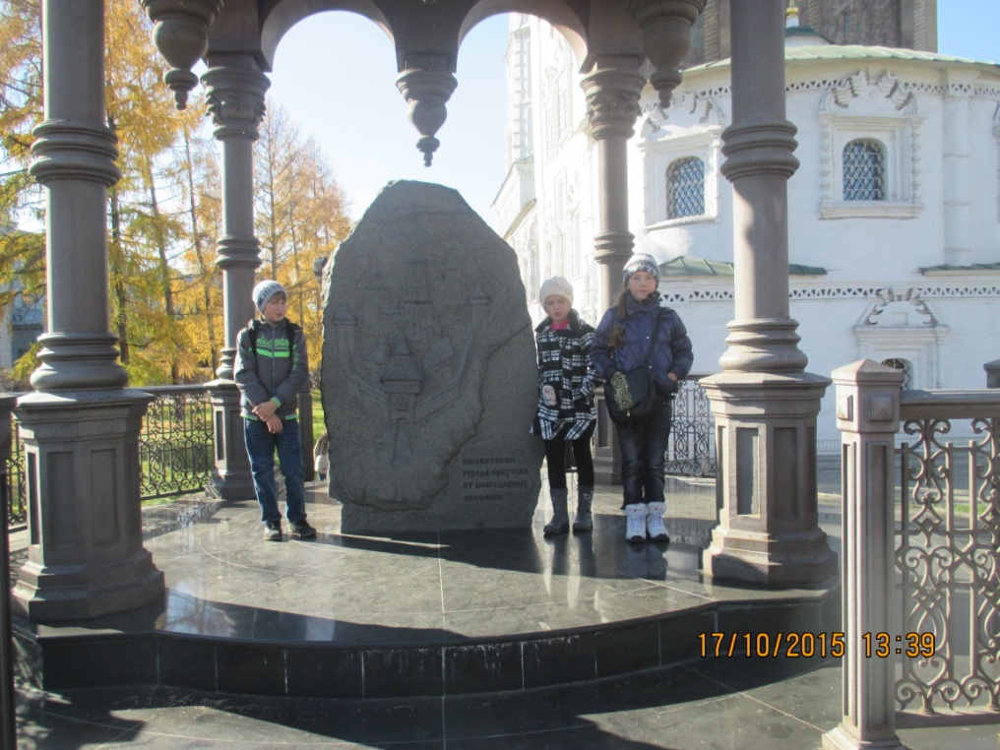 ОСНОВАТЕЛЯМ
ГОРОДА ИРКУТСКА
ОТ БЛАГОДАРНЫХ
ПОТОМКОВ
17/10/2015 13:39